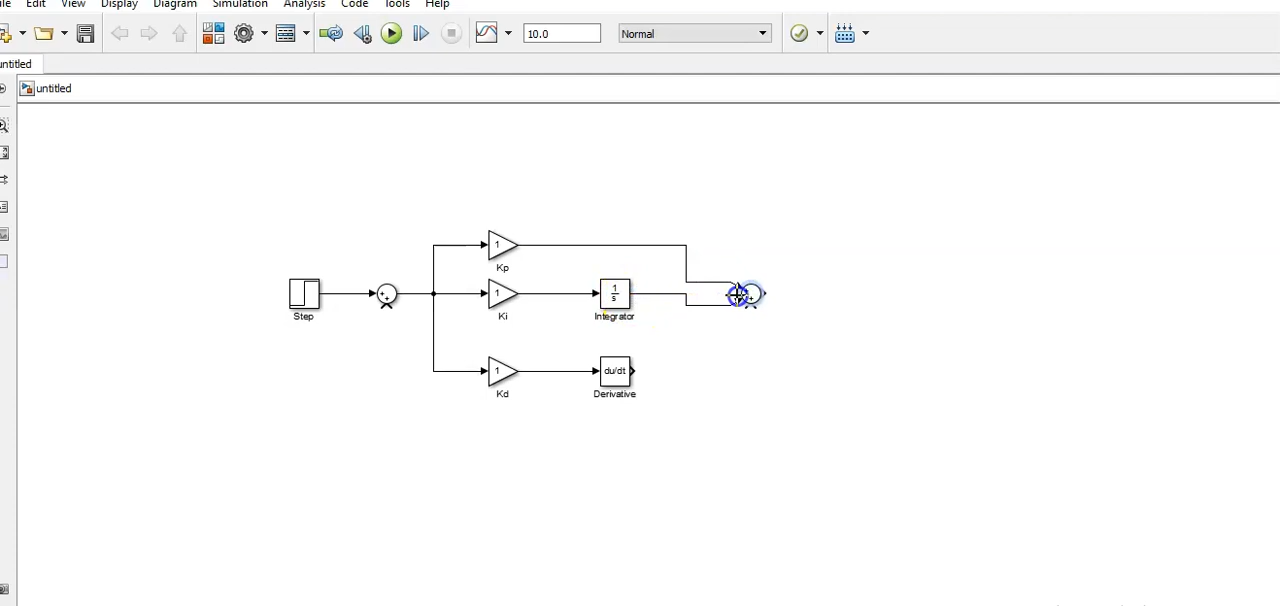 ile Edit View Display Diagram Simulation Analysis Code Tools Help
10.0 Normal
untitled
untitled
1
Kp
Step
1
Ki
1
s
Integrator
1
Kd
du/dt
Derivative